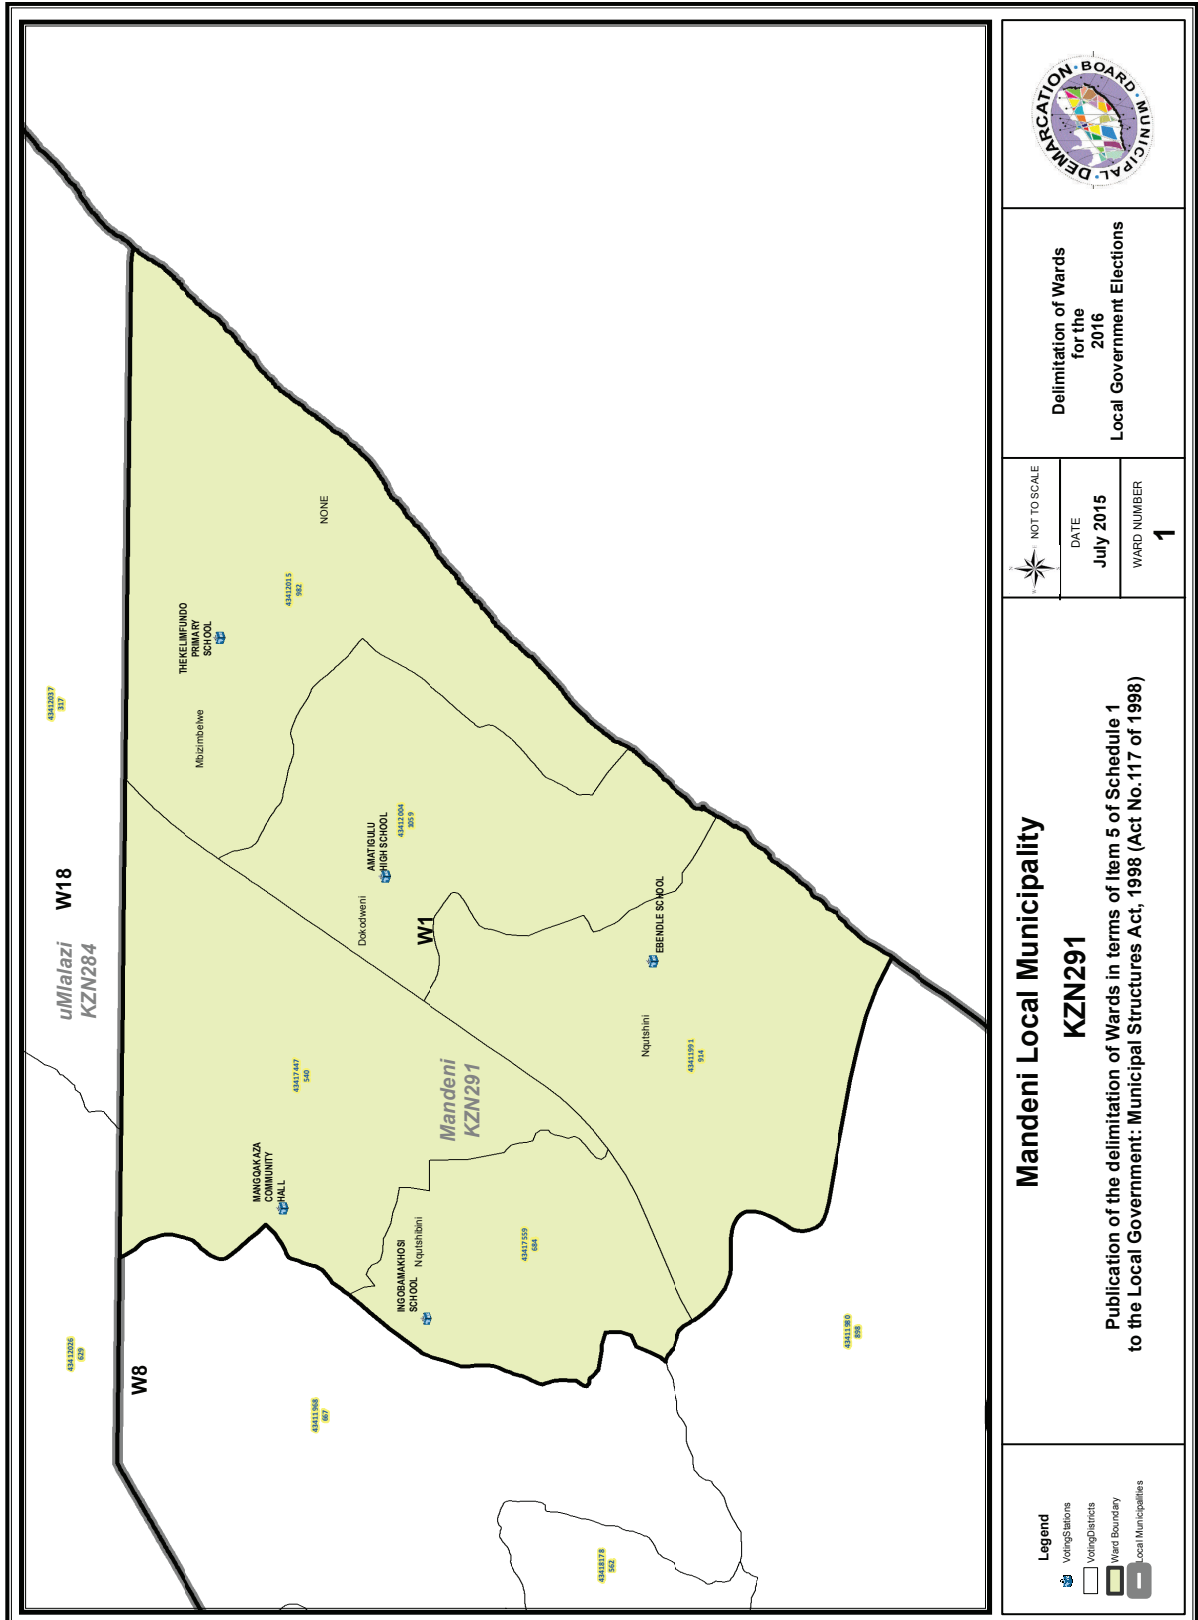 uMlalazi
KZN284
W18
43412037
317
43412026
629
W8
THEKELIMFUNDO
PRIMARY
SCHOOL
Mbizimbelwe
43412015
982
NONE
AMATIGULU
HIGH SCHOOL
43412004
1059
Dokodweni
W1
43417447
540
MANGQAKAZA
COMMUNITY
HALL
Mandeni
KZN291
INGOBAMAKHOSI
SCHOOL
Nqutshibini
43417559
684
EBENDLE SCHOOL
Nqutshini
43411991
914
43411968
667
43411980
898
43418178
562
Legend
VotingStations
VotingDistricts
Ward Boundary
Local Municipalities
Mandeni Local Municipality
KZN291
Publication of the delimitation of Wards in terms of Item 5 of Schedule 1
to the Local Government: Municipal Structures Act, 1998 (Act No.117 of 1998)
NOT TO SCALE
DATE
July 2015
WARD NUMBER
1
Delimitation of Wards
for the
2016
Local Government Elections
MUNICIPAL · DEMARCATION · BOARD ·